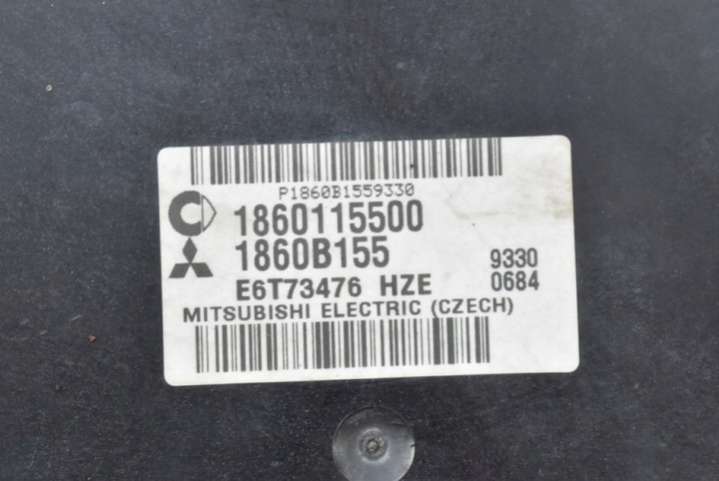 P1860B1559330
1860115500
1860B155 9330
E6T73476 HZE 0684
MITSUBISHI ELECTRIC (CZECH)